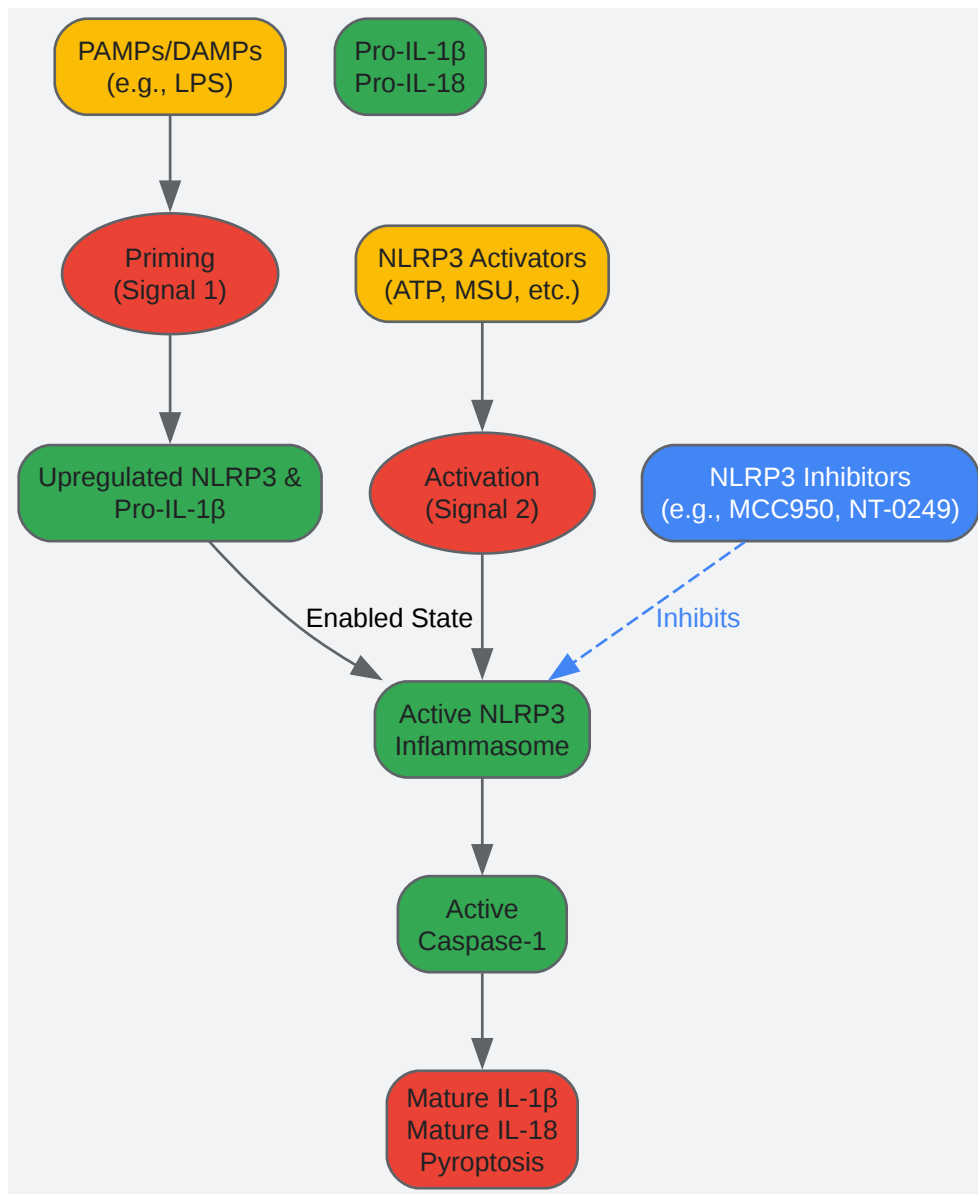 PAMPs/DAMPs
(e.g., LPS)
Pro-IL-1β
Pro-IL-18
Priming
(Signal 1)
NLRP3 Activators
(ATP, MSU, etc.)
Upregulated NLRP3 &
Pro-IL-1β
Activation
(Signal 2)
NLRP3 Inhibitors
(e.g., MCC950, NT-0249)
Enabled State
Inhibits
Active NLRP3
Inflammasome
Active
Caspase-1
Mature IL-1β
Mature IL-18
Pyroptosis